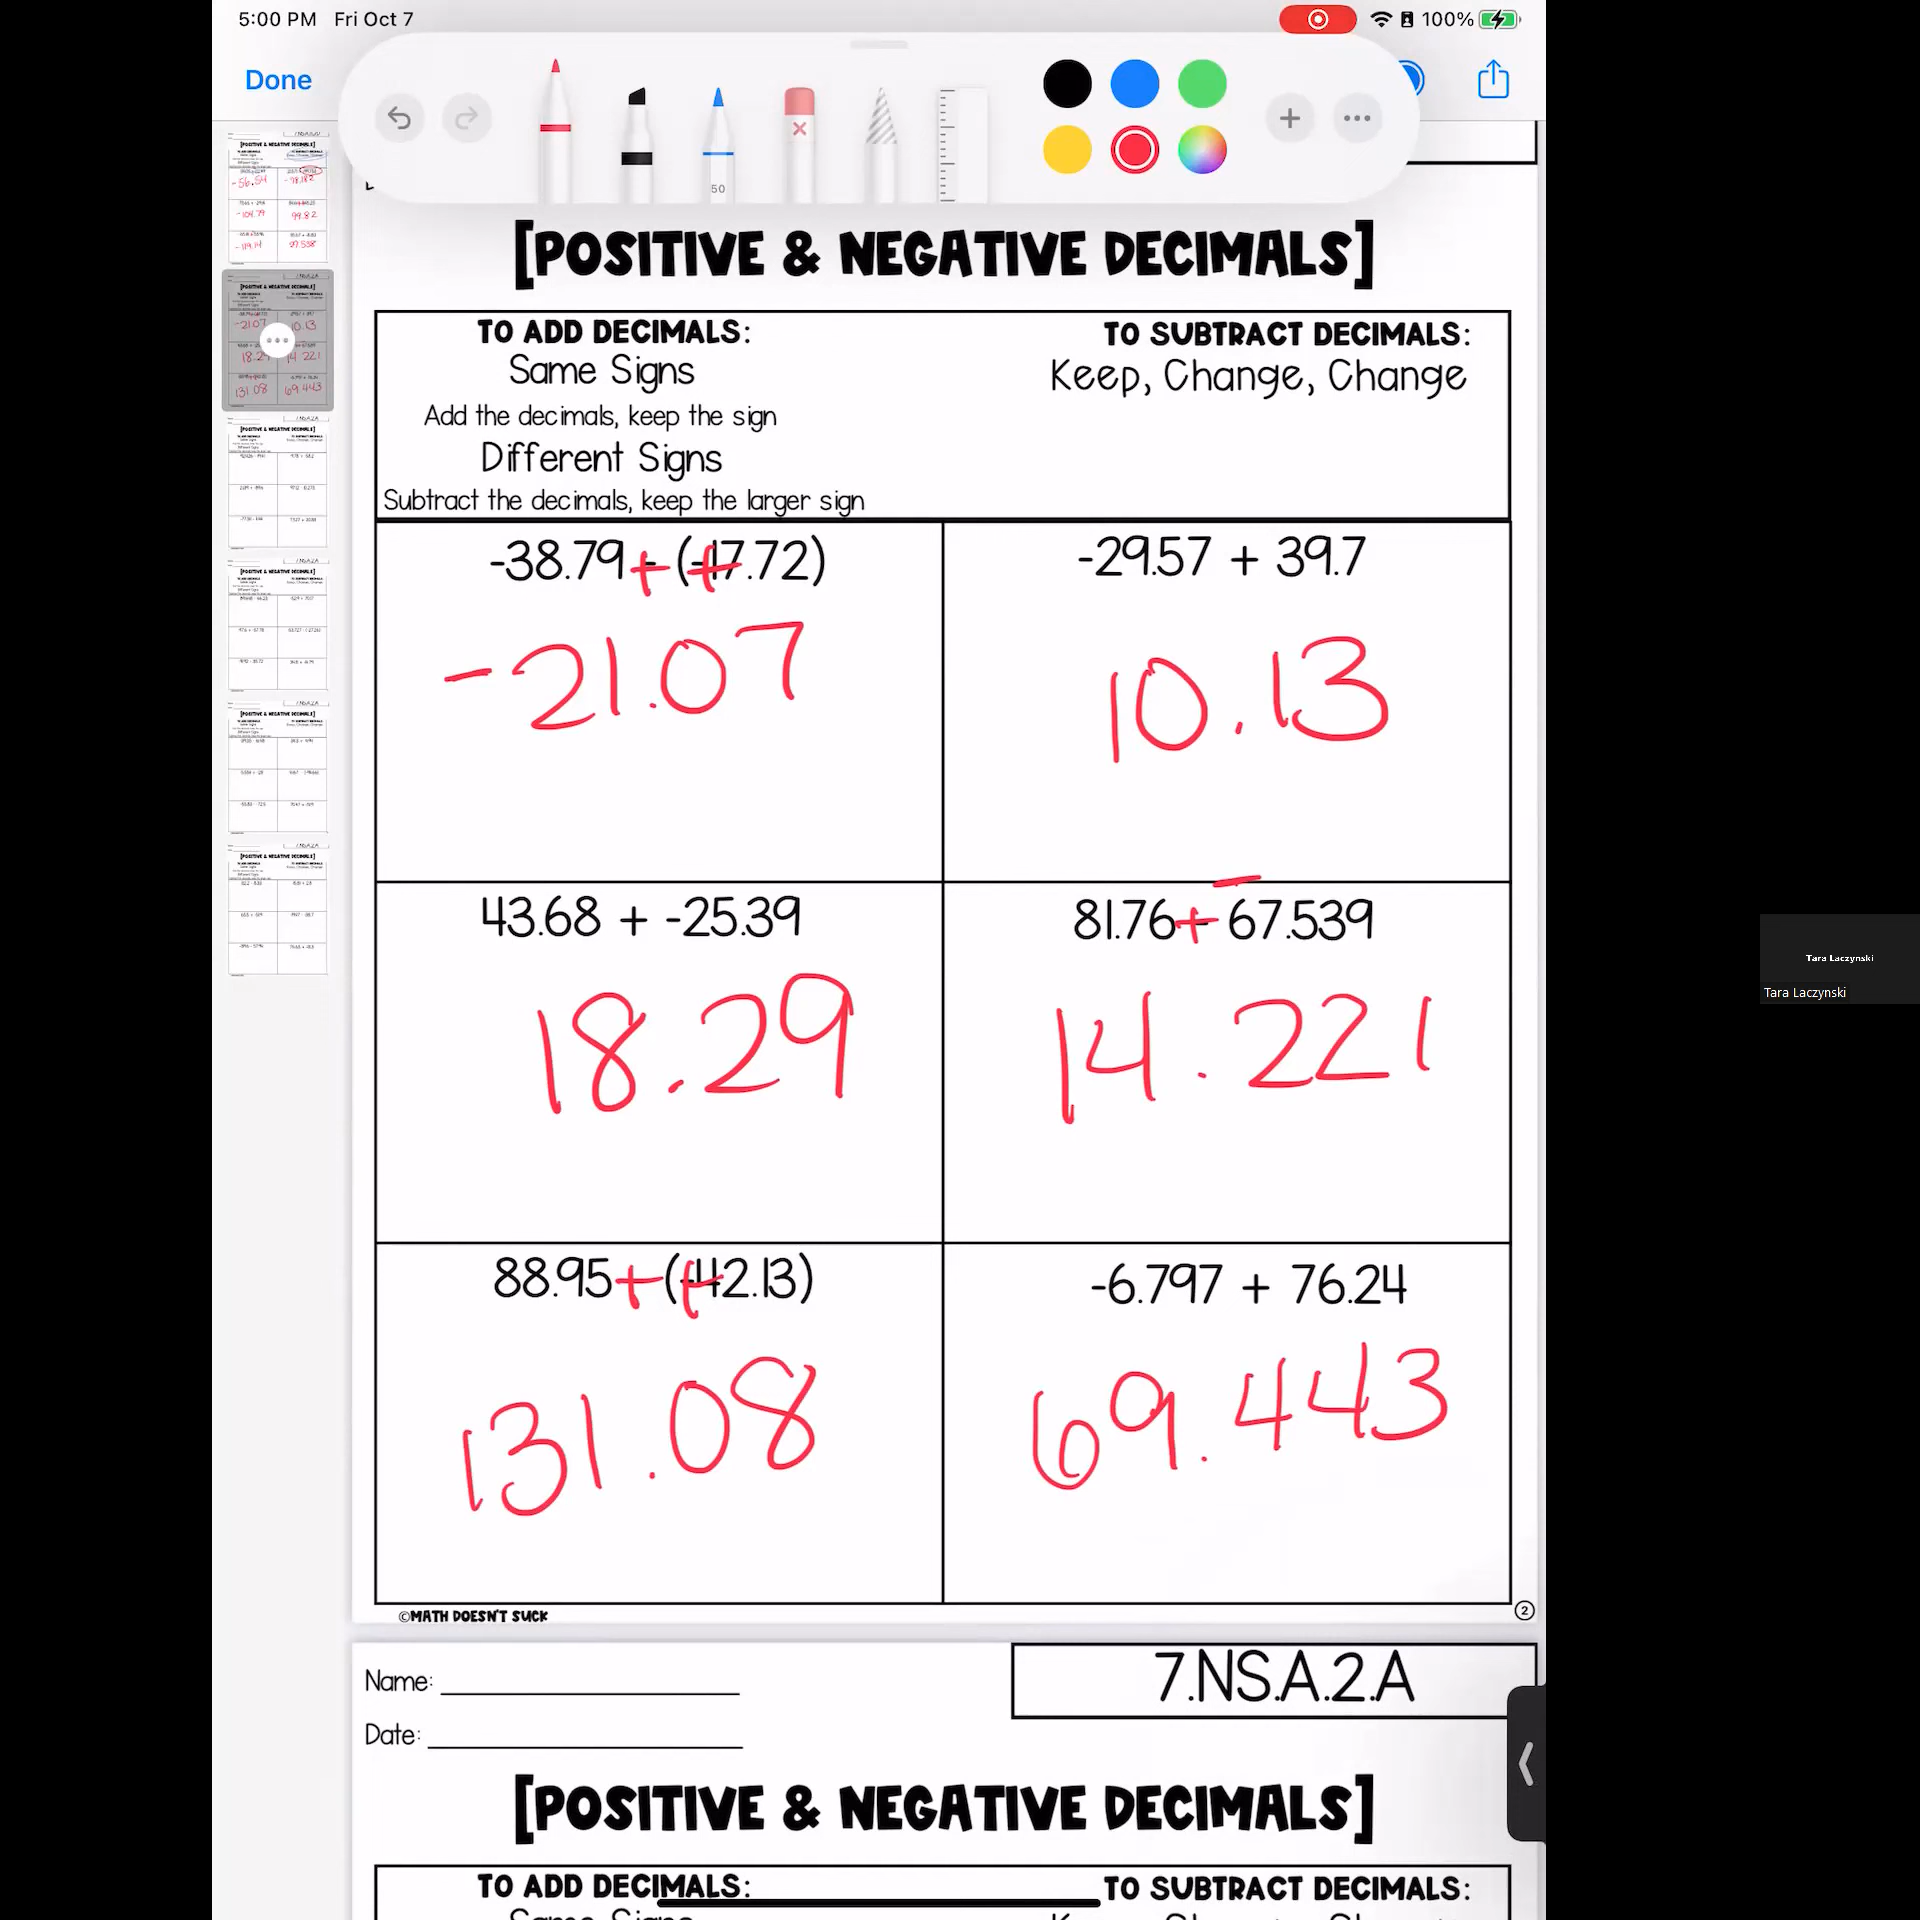 5:00 PM Fri Oct 7
100%
Done
50
[POSITIVE & NEGATIVE DECIMALS]
TO ADD DECIMALS:
Same Signs
Add the decimals, keep the sign
Different Signs
Subtract the decimals, keep the larger sign
TO SUBTRACT DECIMALS:
Keep, Change, Change
-38.79 + (+17.72)
-21.07
-29.57 + 39.7
10.13
43.68 + -25.39
18.29
81.76 + -67.539
14.221
88.95 + (+42.13)
131.08
-6.797 + 76.24
69.443
©MATH DOESN'T SUCK
2
Name:
Date:
7.NS.A.2.A
[POSITIVE & NEGATIVE DECIMALS]
TO ADD DECIMALS:
TO SUBTRACT DECIMALS:
Tara Laczynski
Tara Laczynski